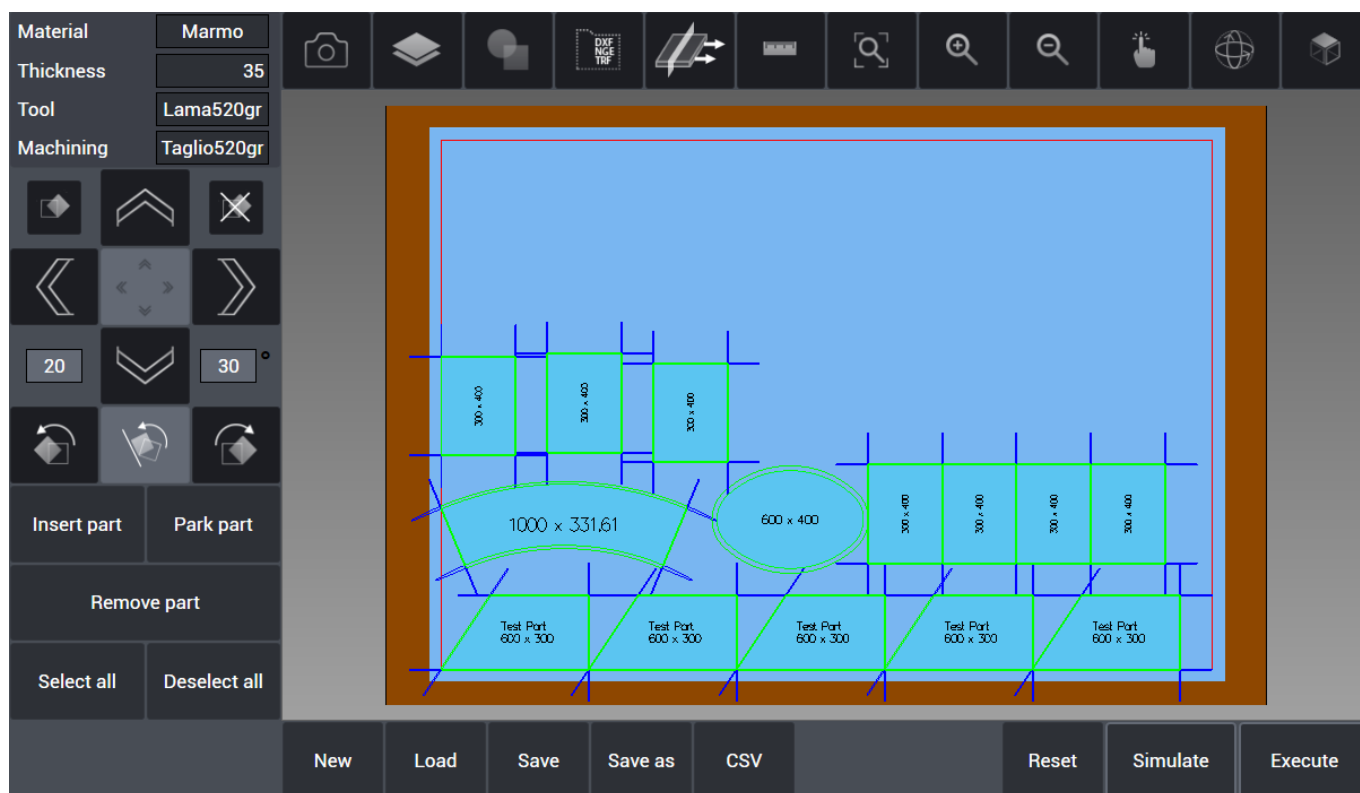 Material Marmo
Thickness 35
Tool Lama520gr
Machining Taglio520gr
DXF
NGE
TRF
20 30 °
Insert part Park part
Remove part
Select all Deselect all
300 x 400
300 x 400
300 x 400
1000 x 331,61
600 x 400
300 x 400
300 x 400
300 x 400
300 x 400
Test Part
600 x 300
Test Part
600 x 300
Test Part
600 x 300
Test Part
600 x 300
Test Part
600 x 300
New Load Save Save as CSV Reset Simulate Execute